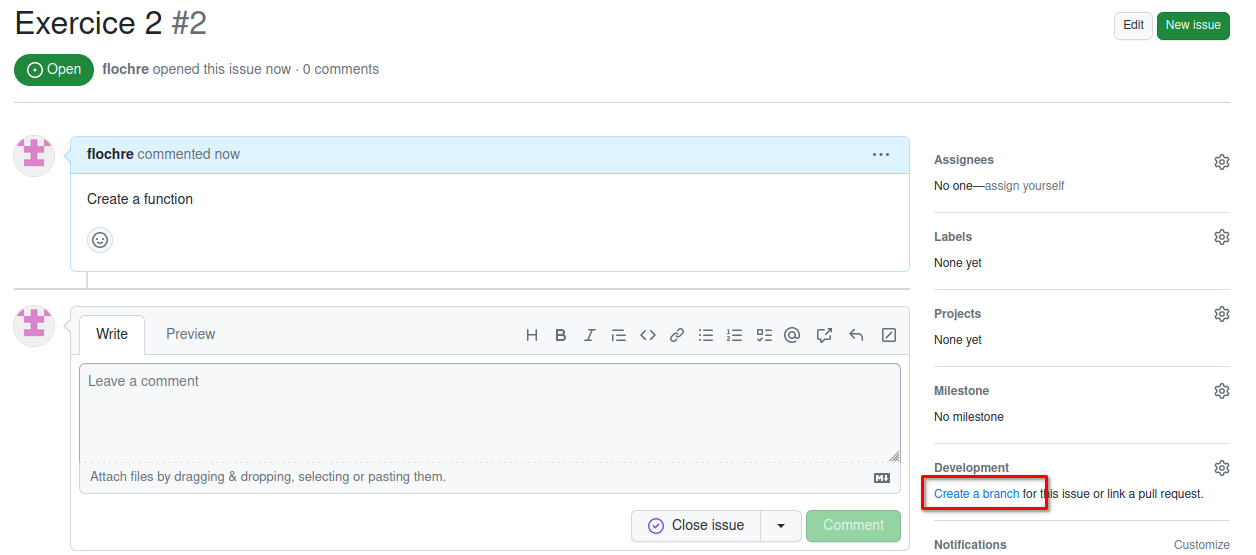 Exercice 2 #2
Edit
New issue
Open
flochre opened this issue now · 0 comments
flochre commented now
Create a function
Write
Preview
Leave a comment
Attach files by dragging & dropping, selecting or pasting them.
Close issue
Comment
Assignees
No one—assign yourself
Labels
None yet
Projects
None yet
Milestone
No milestone
Development
Create a branch for this issue or link a pull request.
Notifications
Customize